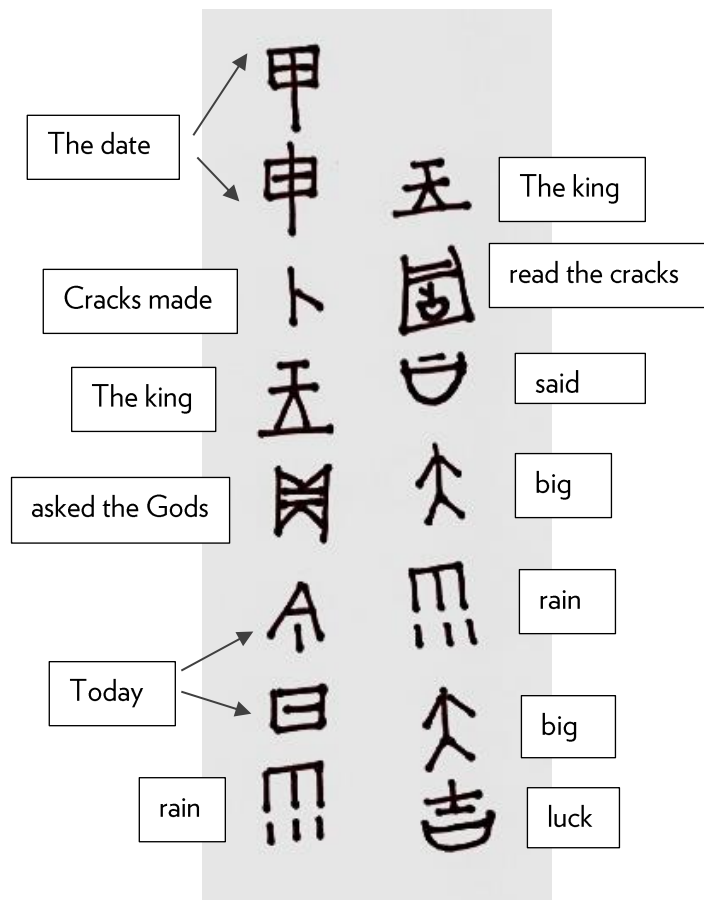 The date
甲
申
Cracks made
卜
The king
王
asked the Gods
貞
Today
今
日
rain
雨
王
The king
read the cracks
曰
said
大
big
雨
rain
大
big
吉
luck